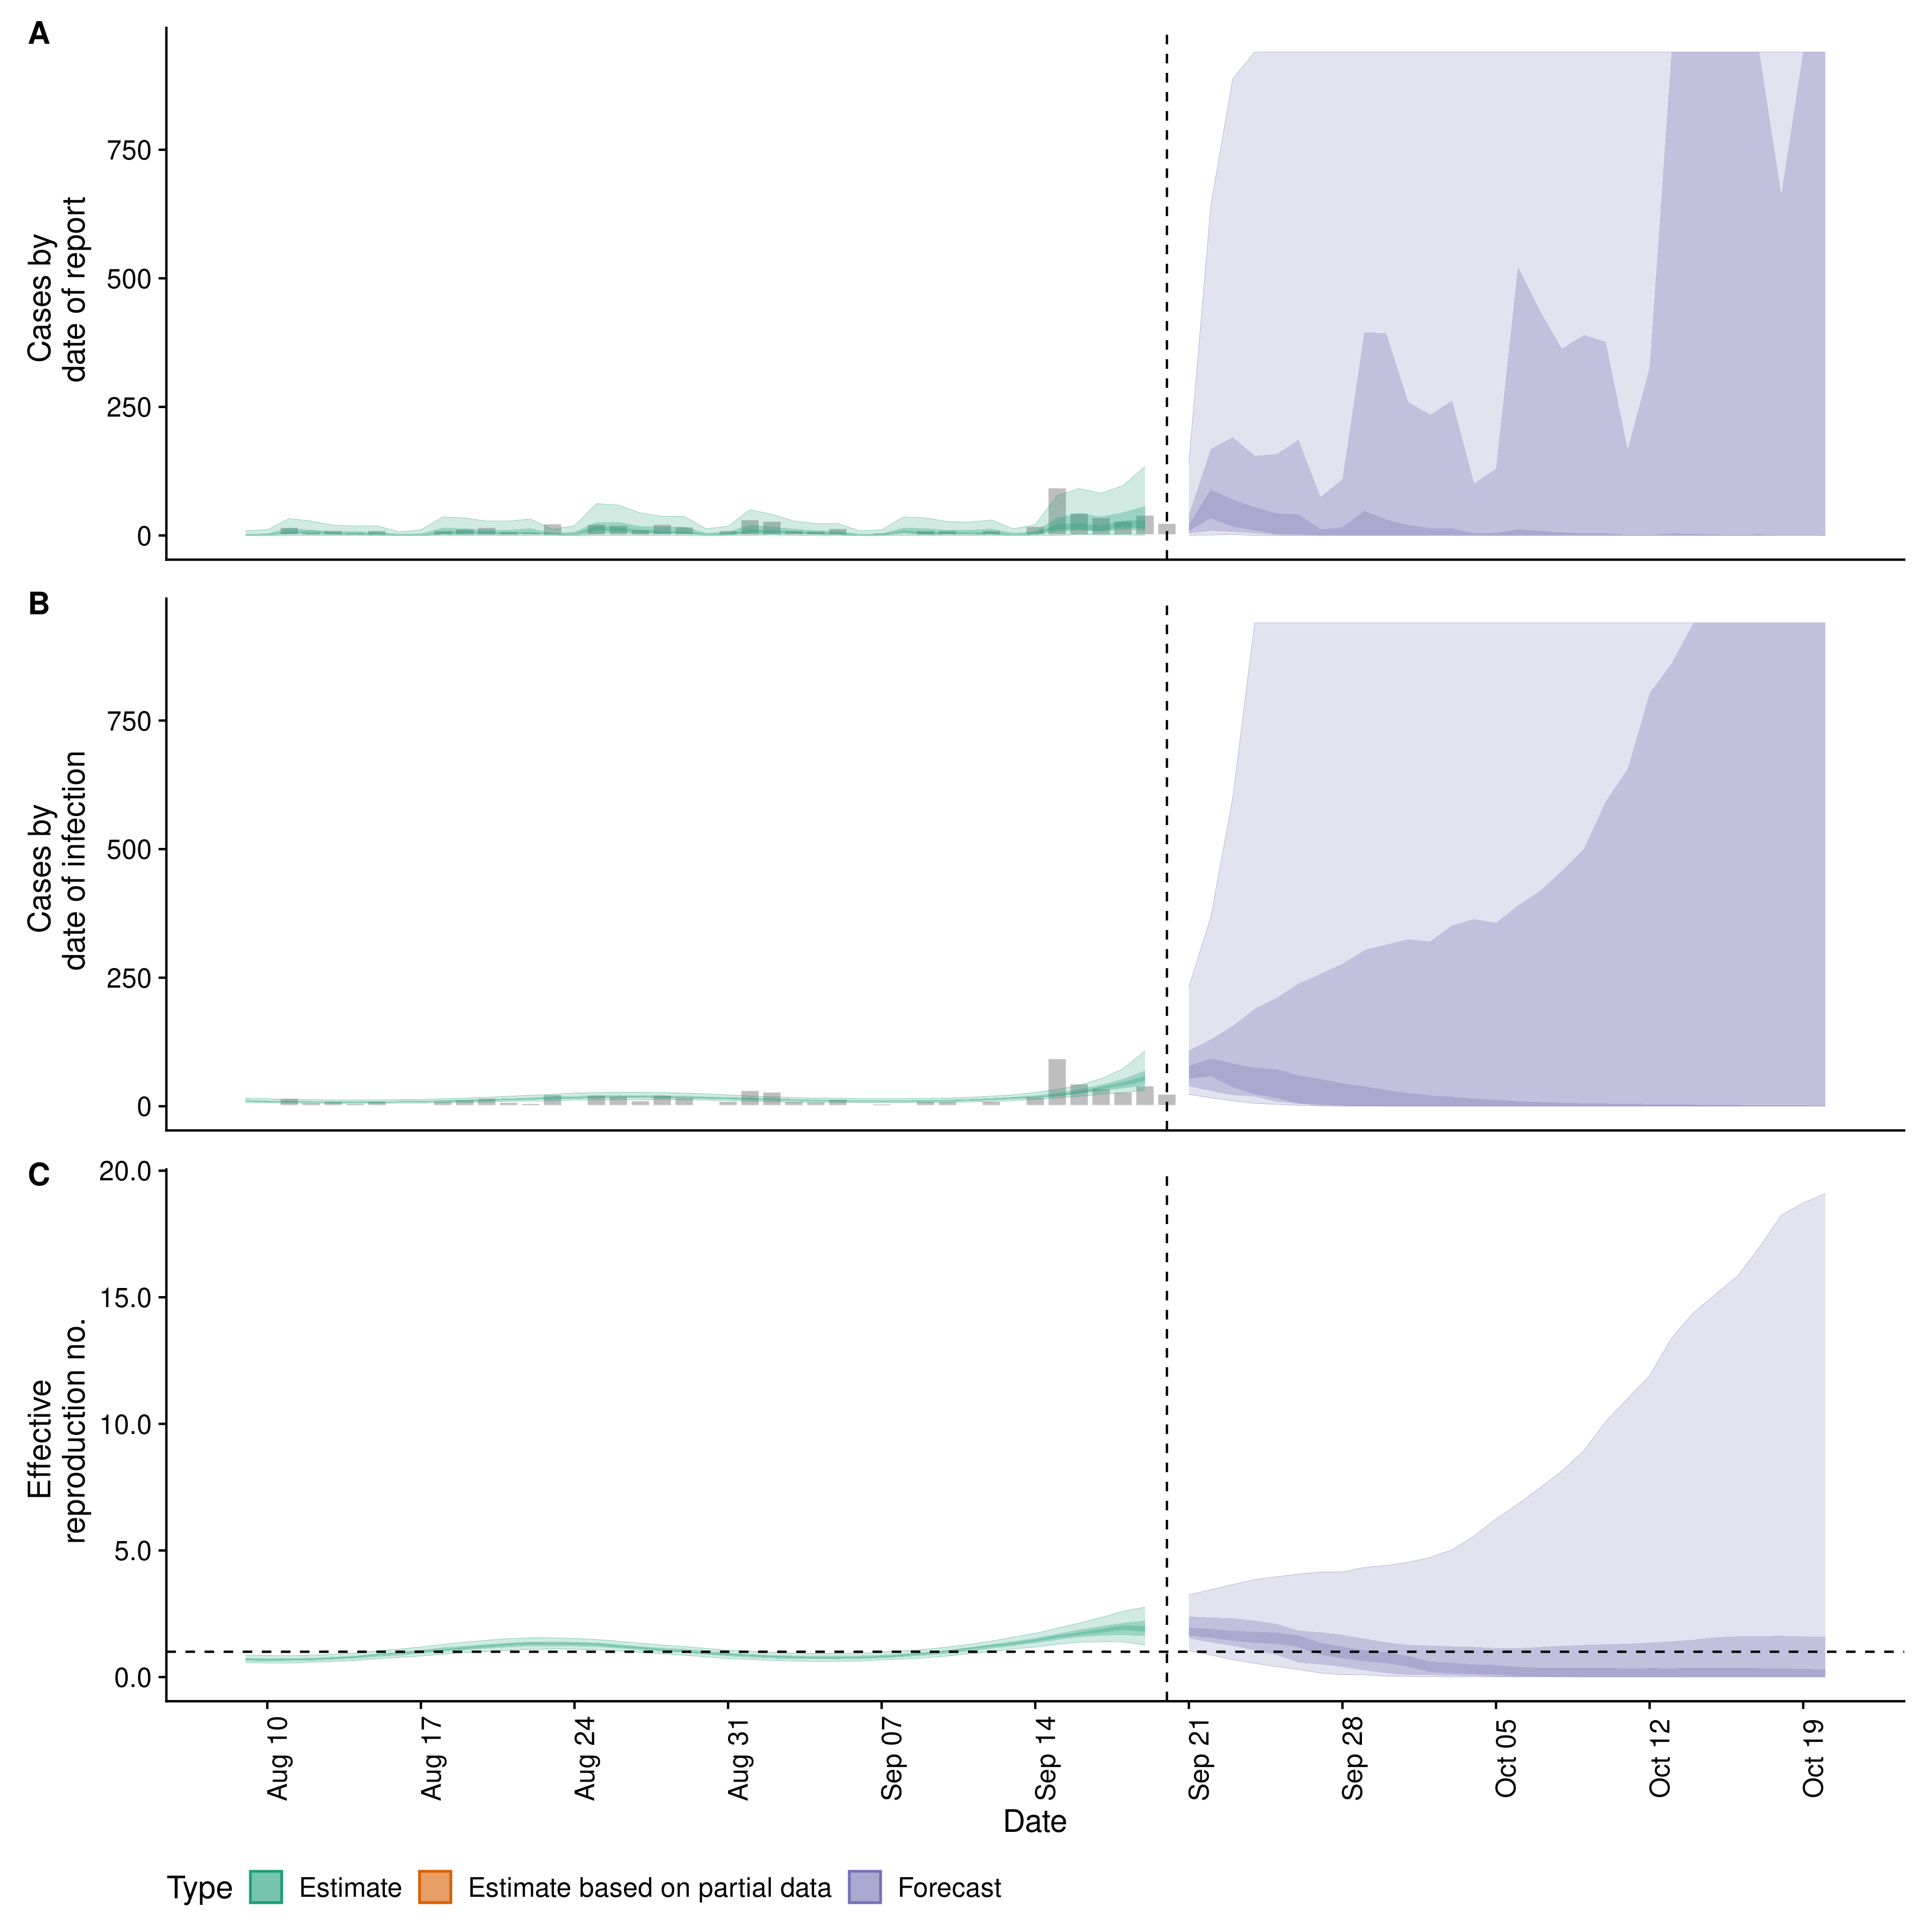 A
Cases by
date of report
750
500
250
0
B
Cases by
date of infection
750
500
250
0
C
Effective
reproduction no.
20.0
15.0
10.0
5.0
0.0
Aug 10
Aug 17
Aug 24
Aug 31
Sep 07
Sep 14
Sep 21
Sep 28
Oct 05
Oct 12
Oct 19
Date
Type Estimate Estimate based on partial data Forecast